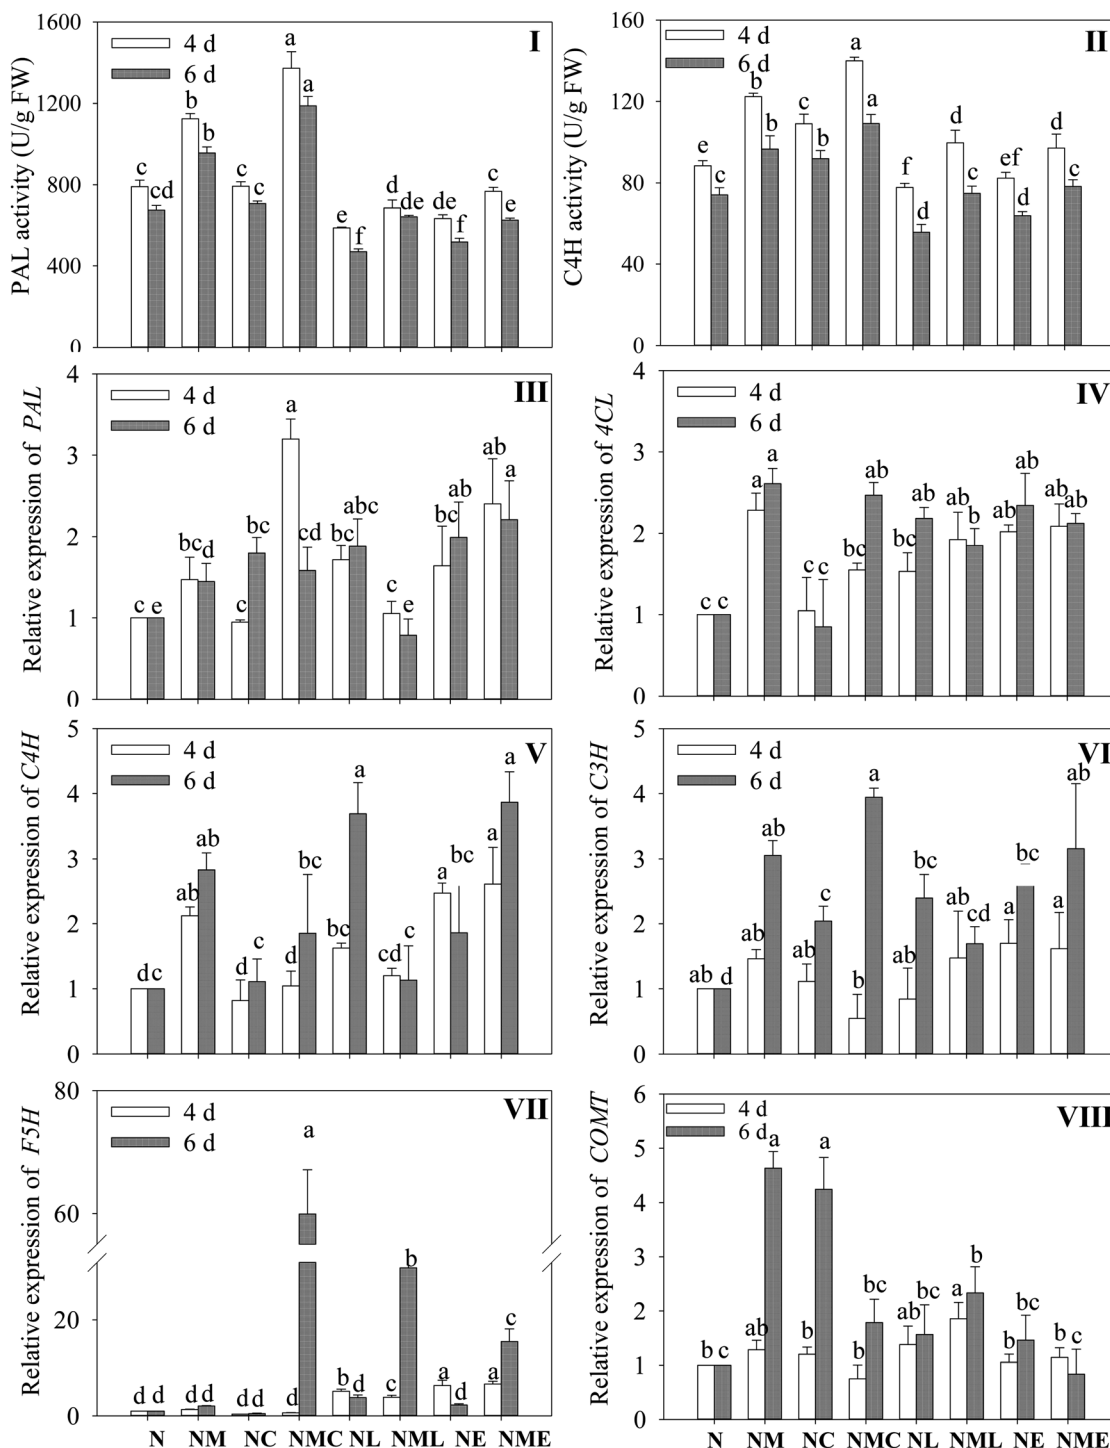 PAL activity (U/g FW)
1600
1200
800
400
0
4 d
6 d
I
c
cd
b
b
c
c
a
a
e
f
d
de
de
f
c
e
C4H activity (U/g FW)
160
120
80
40
0
4 d
6 d
II
e
c
b
b
c
b
a
a
f
d
d
c
ef
d
d
c
Relative expression of PAL
4
3
2
1
0
4 d
6 d
III
c
e
bc
d
c
bc
a
cd
bc
abc
c
e
bc
ab
ab
a
Relative expression of 4CL
4
3
2
1
0
4 d
6 d
IV
c
c
a
a
c
c
bc
ab
bc
ab
ab
b
ab
ab
ab
ab
Relative expression of C4H
5
4
3
2
1
0
4 d
6 d
V
d
c
ab
ab
d
c
d
bc
bc
a
cd
c
a
bc
a
a
Relative expression of C3H
5
4
3
2
1
0
4 d
6 d
VI
ab
d
ab
ab
ab
c
b
a
ab
bc
ab
cd
a
bc
a
ab
Relative expression of F5H
80
60
20
0
4 d
6 d
VII
d
d
d
d
d
d
d
a
b
d
c
b
a
d
a
c
N NM NC NMC NL NML NE NME
Relative expression of COMT
6
5
4
3
2
1
0
4 d
6 d
VIII
b
c
ab
a
b
a
b
bc
ab
bc
a
b
b
bc
b
c
N NM NC NMC NL NML NE NME